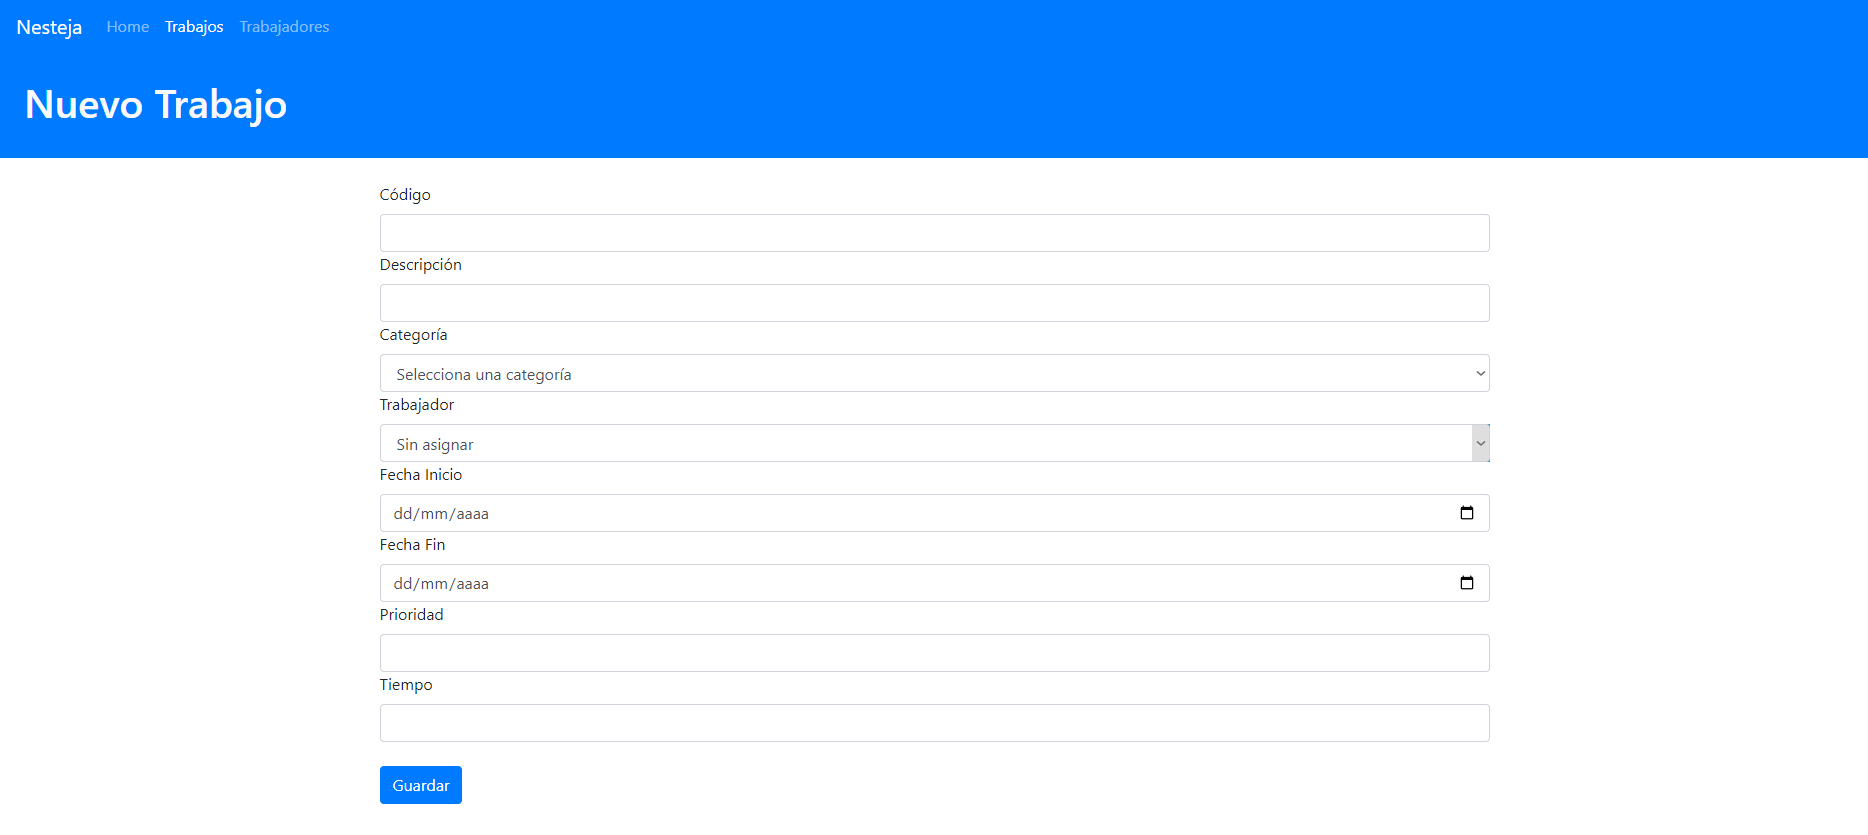 Nesteja Home Trabajos Trabajadores
Nuevo Trabajo
Código
Descripción
Categoría
Selecciona una categoría
Trabajador
Sin asignar
Fecha Inicio
dd/mm/aaaa
Fecha Fin
dd/mm/aaaa
Prioridad
Tiempo
Guardar